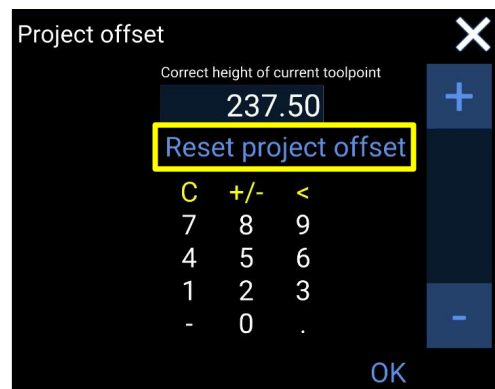 Project offset
Correct height of current toolpoint
237.50
+
Reset project offset
C +/- <
7 8 9
4 5 6
1 2 3
- 0 .
-
OK